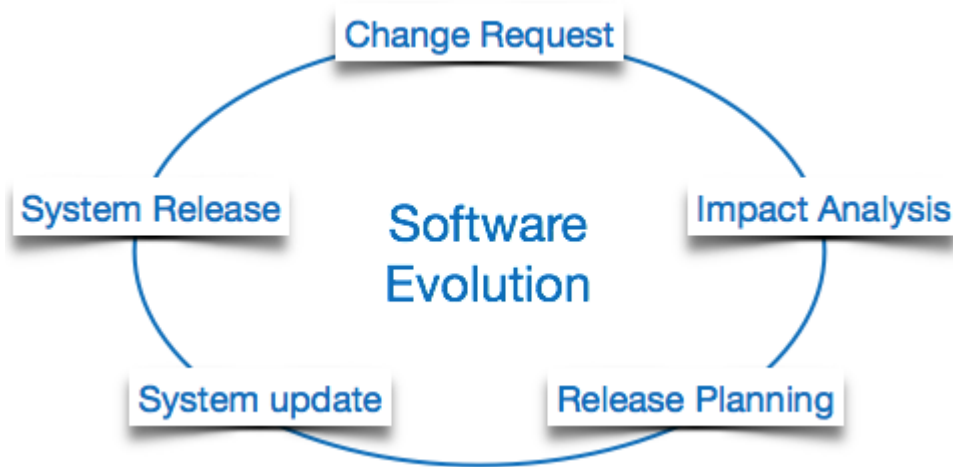 Change Request
System Release
Software
Evolution
Impact Analysis
System update
Release Planning